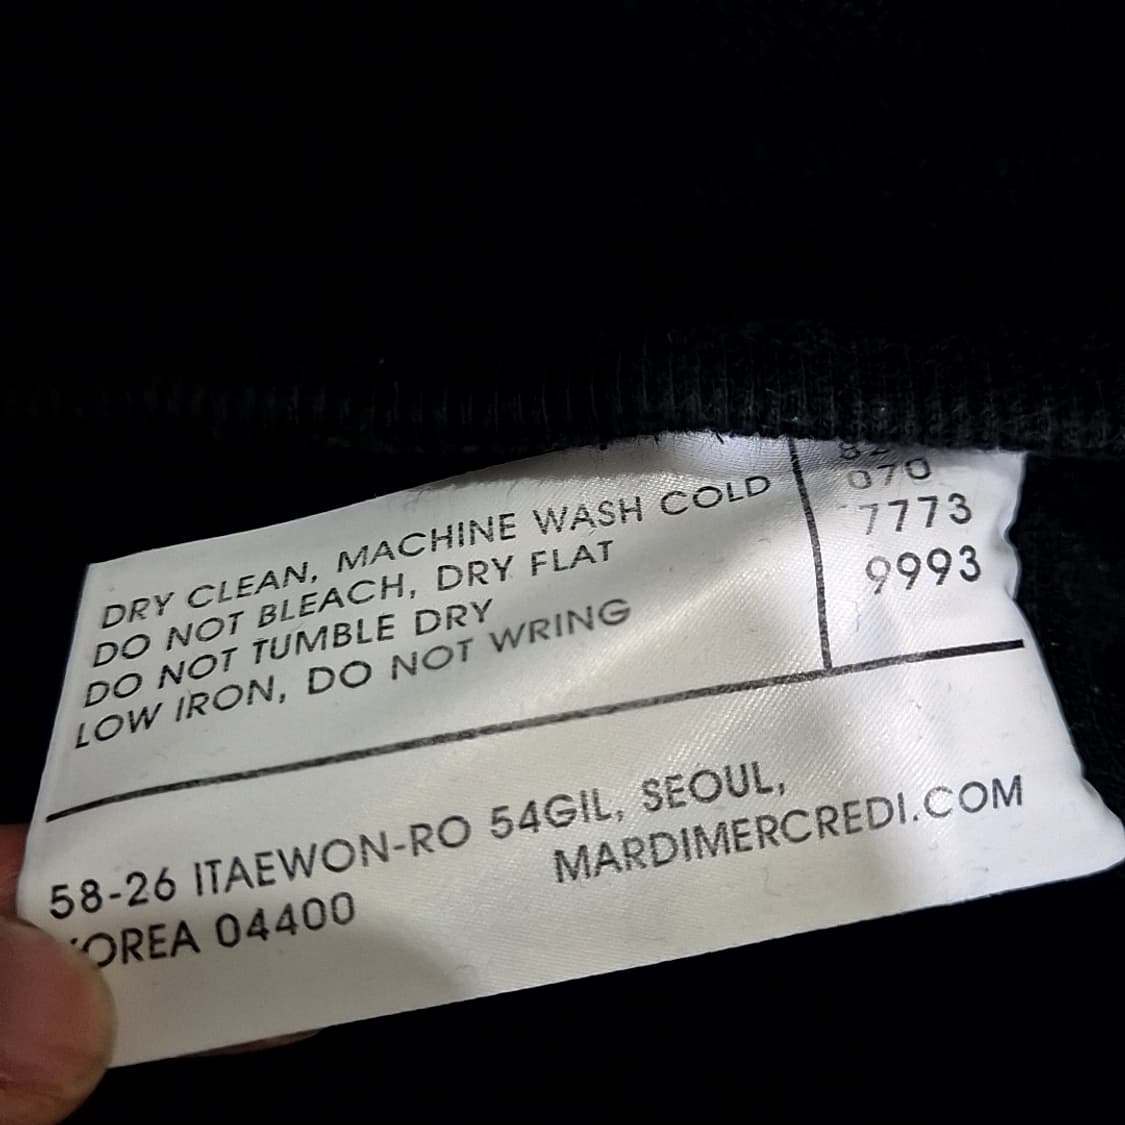 DRY CLEAN, MACHINE WASH COLD
DO NOT BLEACH, DRY FLAT
DO NOT TUMBLE DRY
LOW IRON, DO NOT WRING
070
7773
9993
58-26 ITAEWON-RO 54GIL, SEOUL,
KOREA 04400
MARDIMERCREDI.COM